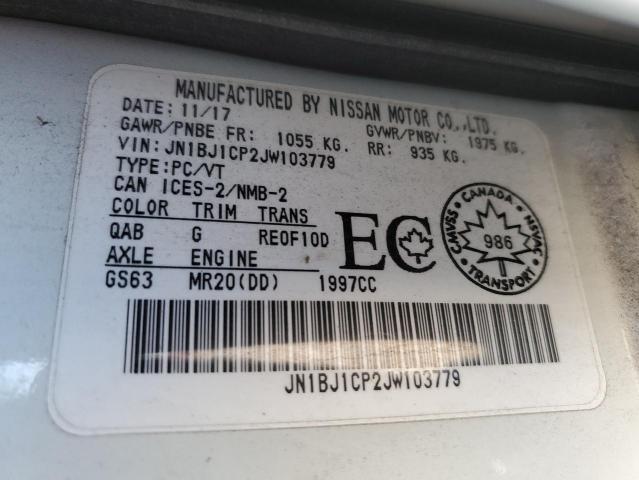 MANUFACTURED BY NISSAN MOTOR CO.,LTD.
DATE: 11/17 GVWR/PNBV: 1975 KG.
GAWR/PNBE FR: 1055 KG. RR: 935 KG.
VIN: JN1BJ1CP2JW103779
TYPE:PC/VT
CAN ICES-2/NMB-2
COLOR TRIM TRANS
QAB G RE0F10D
AXLE ENGINE
GS63 MR20(DD) 1997CC
EC
CANADA
CMVSS NSVAC
986
TRANSPORT
JN1BJ1CP2JW103779